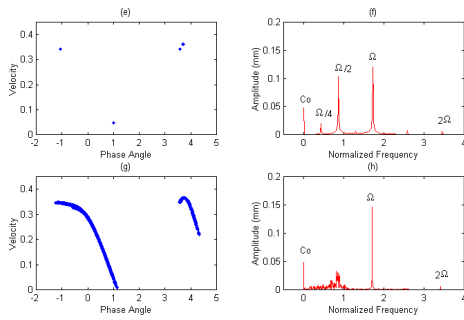 (e)
Velocity
0.4
0.3
0.2
0.1
0
-2 -1 0 1 2 3 4 5
Phase Angle
(f)
Amplitude (mm)
0.2
0.15
0.1
0.05
0
Co
Ω/4
Ω/2
Ω
2Ω
0 1 2 3 4
Normalized Frequency
(g)
Velocity
0.4
0.3
0.2
0.1
0
-2 -1 0 1 2 3 4 5
Phase Angle
(h)
Amplitude (mm)
0.2
0.15
0.1
0.05
0
Co
Ω
2Ω
0 1 2 3 4
Normalized Frequency